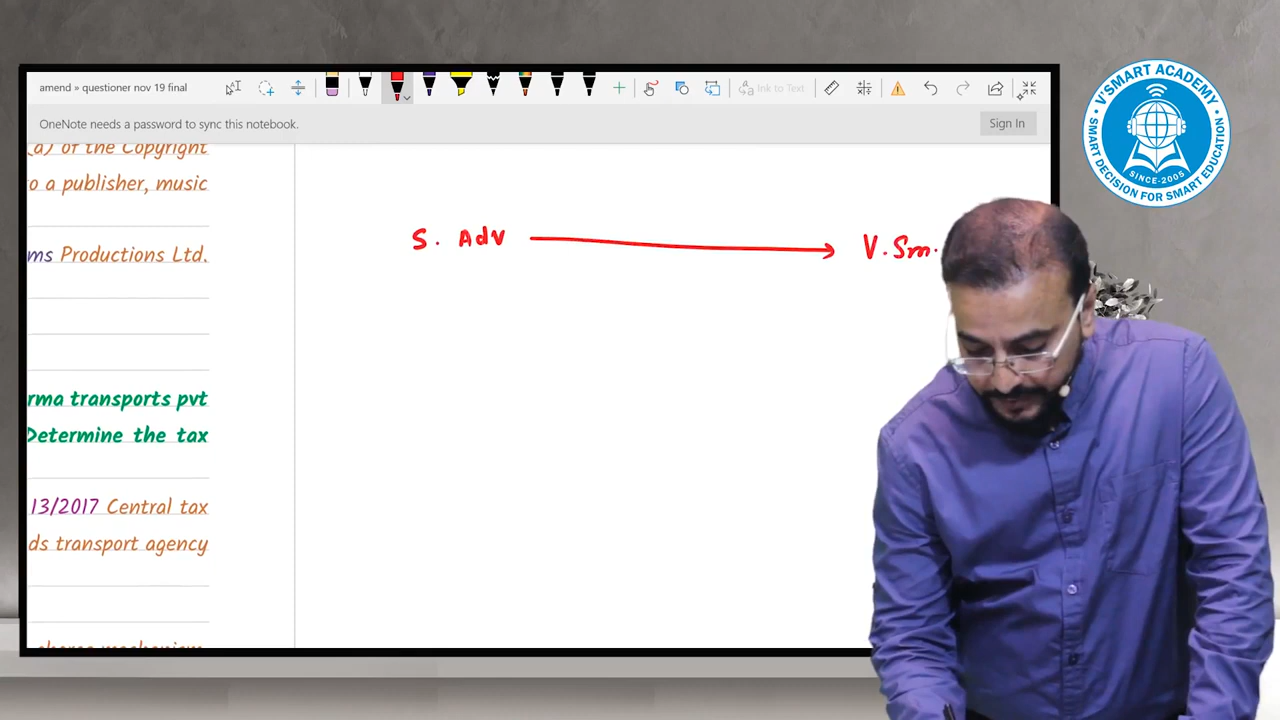 amend » questioner nov 19 final
Ink to Text
OneNote needs a password to sync this notebook.
Sign In
(a) of the Copyright
o a publisher, music
ms Productions Ltd.
rma transports pvt
Determine the tax
13/2017 Central tax
ds transport agency
charge mechanism.
S. Adv
V. Sm.
V'SMART ACADEMY
SMART DECISION FOR SMART EDUCATION
SINCE-2005